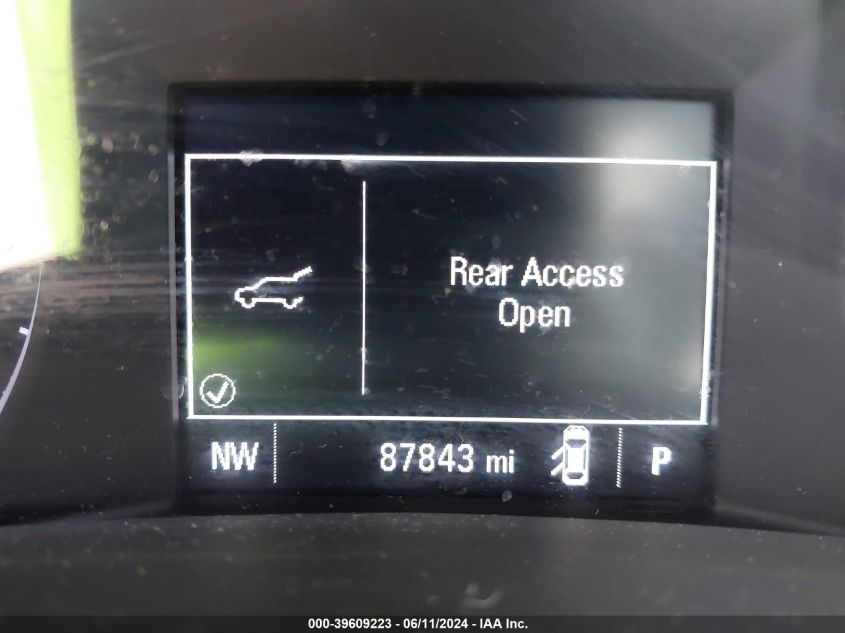 Rear Access
Open
NW
87843 mi
P
000-39609223 - 06/11/2024 - IAA Inc.